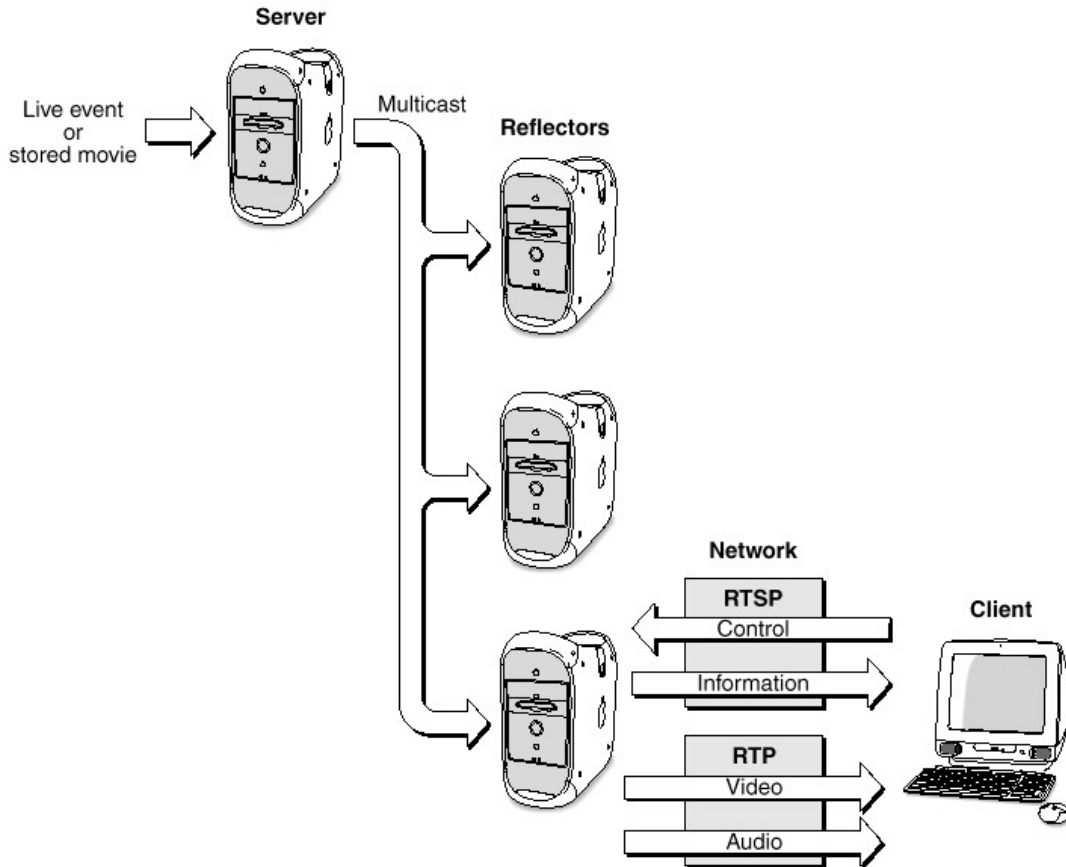 Server
Live event
or
stored movie
Multicast
Reflectors
Network
RTSP
Client
Control
Information
RTP
Video
Audio